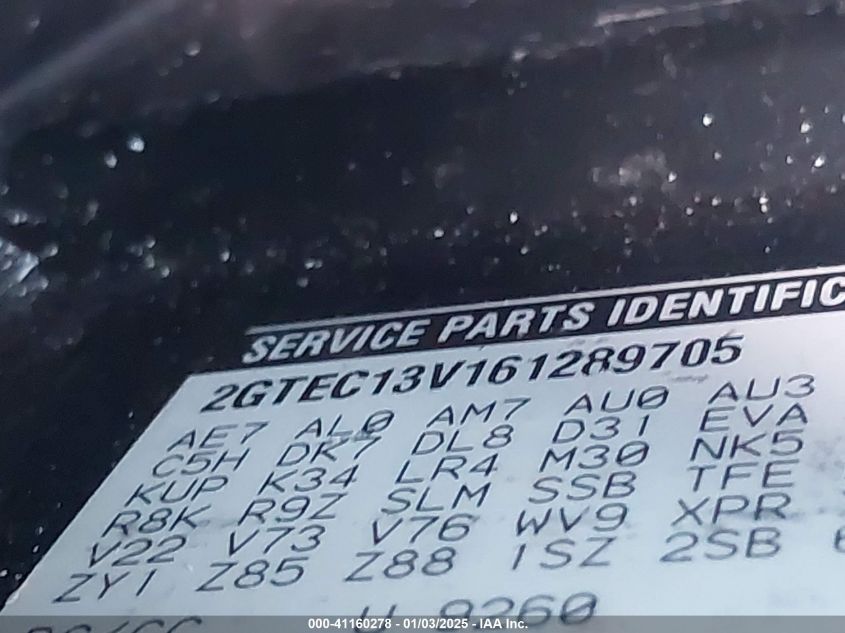 SERVICE PARTS IDENTIFIC
2GTEC13V161289705
AE7 AL0 AM7 AU0 AU3
C5H DK7 DL8 D31 EVA
KUP K34 LR4 M30 NK5
R8K R9Z SLM SSB TFE
V22 V73 V76 WV9 XPR
ZY1 Z85 Z88 1SZ 2SB
U 9260
000-41160278 - 01/03/2025 - IAA Inc.